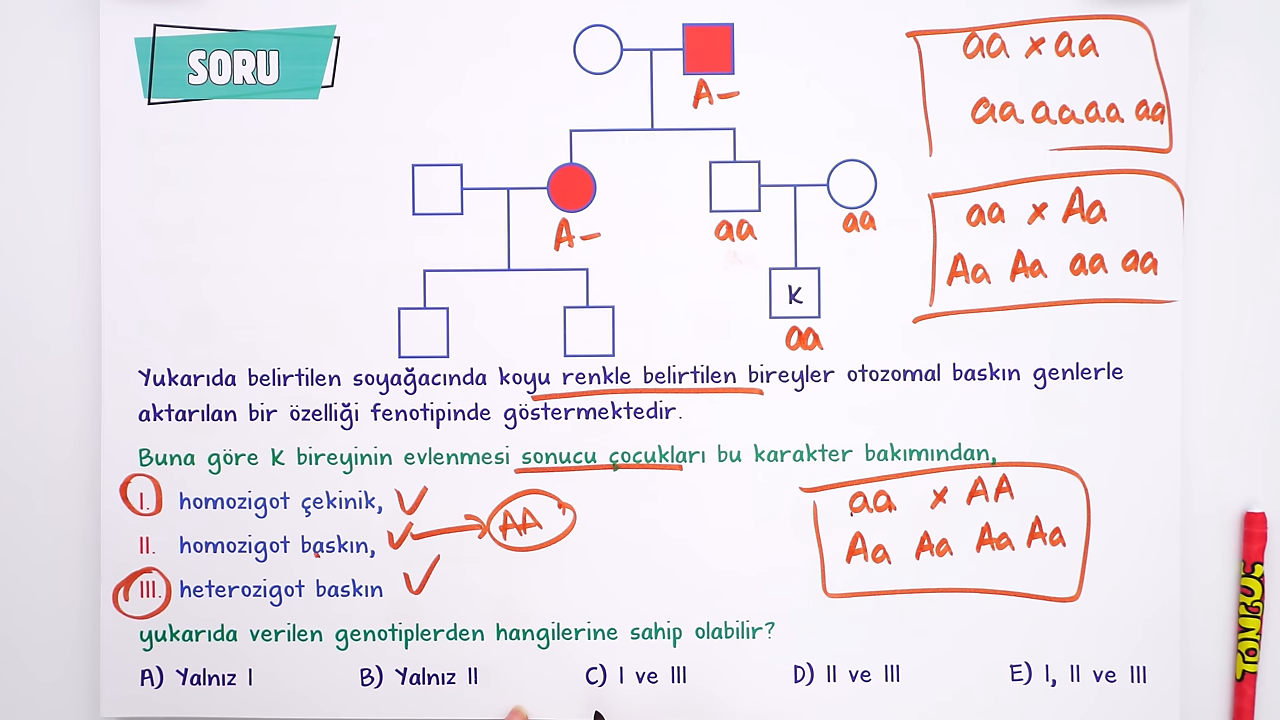 SORU
A-
aa x aa
aa aa aa aa
A-
aa
aa
aa x Aa
Aa Aa aa aa
K
aa
Yukarıda belirtilen soyağacında koyu renkle belirtilen bireyler otozomal baskın genlerle
aktarılan bir özelliği fenotipinde göstermektedir.
Buna göre K bireyinin evlenmesi sonucu çocukları bu karakter bakımından,
I. homozigot çekinik,
II. homozigot baskın,
III. heterozigot baskın
AA
aa x AA
Aa Aa Aa Aa
yukarıda verilen genotiplerden hangilerine sahip olabilir?
A) Yalnız I B) Yalnız II C) I ve III D) II ve III E) I, II ve III
TONGUÇ